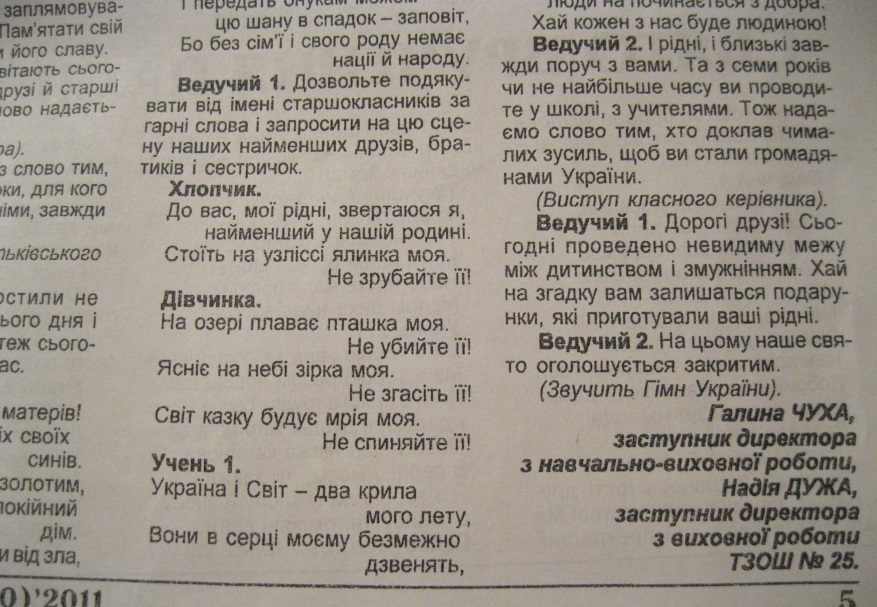 заплямовува-
Пам'ятати свій
и його славу.
вітають сього-
друзі й старші
ово надаєть-
ра).
з слово тим,
оки, для кого
німи, завжди
тьківського
остили не
ього дня і
теж сього-
ас.
матерів!
іх своїх
синів.
золотим,
покійний
дім.
и від зла,
І передать онукам можем
цю шану в спадок – заповіт,
Бо без сім'ї і свого роду немає
нації й народу.
Ведучий 1. Дозвольте подяку-
вати від імені старшокласників за
гарні слова і запросити на цю сце-
ну наших найменших друзів, бра-
тиків і сестричок.
Хлопчик.
До вас, мої рідні, звертаюся я,
найменший у нашій родині.
Стоїть на узліссі ялинка моя.
Не зрубайте її!
Дівчинка.
На озері плаває пташка моя.
Не убийте її!
Ясніє на небі зірка моя.
Не згасіть її!
Світ казку будує мрія моя.
Не спиняйте її!
Учень 1.
Україна і Світ – два крила
мого лету,
Вони в серці моєму безмежно
дзвенять,
люди на починається з добра.
Хай кожен з нас буде людиною!
Ведучий 2. І рідні, і близькі зав-
жди поруч з вами. Та з семи років
чи не найбільше часу ви проводи-
те у школі, з учителями. Тож нада-
ємо слово тим, хто доклав чима-
лих зусиль, щоб ви стали громадя-
нами України.
(Виступ класного керівника).
Ведучий 1. Дорогі друзі! Сьо-
годні проведено невидиму межу
між дитинством і змужнінням. Хай
на згадку вам залишаться подару-
нки, які приготували ваші рідні.
Ведучий 2. На цьому наше свя-
то оголошується закритим.
(Звучить Гімн України).
Галина ЧУХА,
заступник директора
з навчально-виховної роботи,
Надія ДУЖА,
заступник директора
з виховної роботи
ТЗОШ № 25.
0)'2011
5